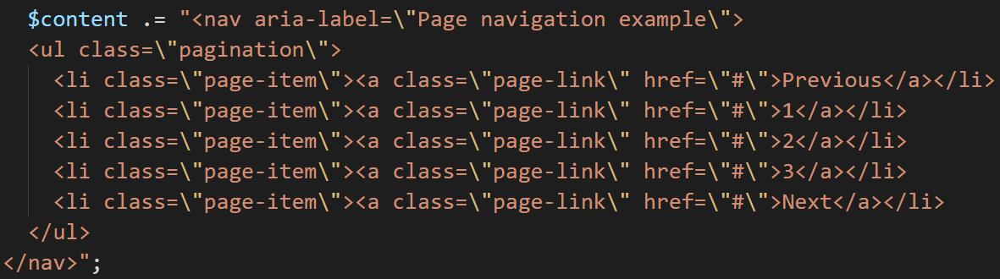 $content .= "<nav aria-label=\"Page navigation example\">
<ul class=\"pagination\">
<li class=\"page-item\"><a class=\"page-link\" href=\"#\">Previous</a></li>
<li class=\"page-item\"><a class=\"page-link\" href=\"#\">1</a></li>
<li class=\"page-item\"><a class=\"page-link\" href=\"#\">2</a></li>
<li class=\"page-item\"><a class=\"page-link\" href=\"#\">3</a></li>
<li class=\"page-item\"><a class=\"page-link\" href=\"#\">Next</a></li>
</ul>
</nav>";